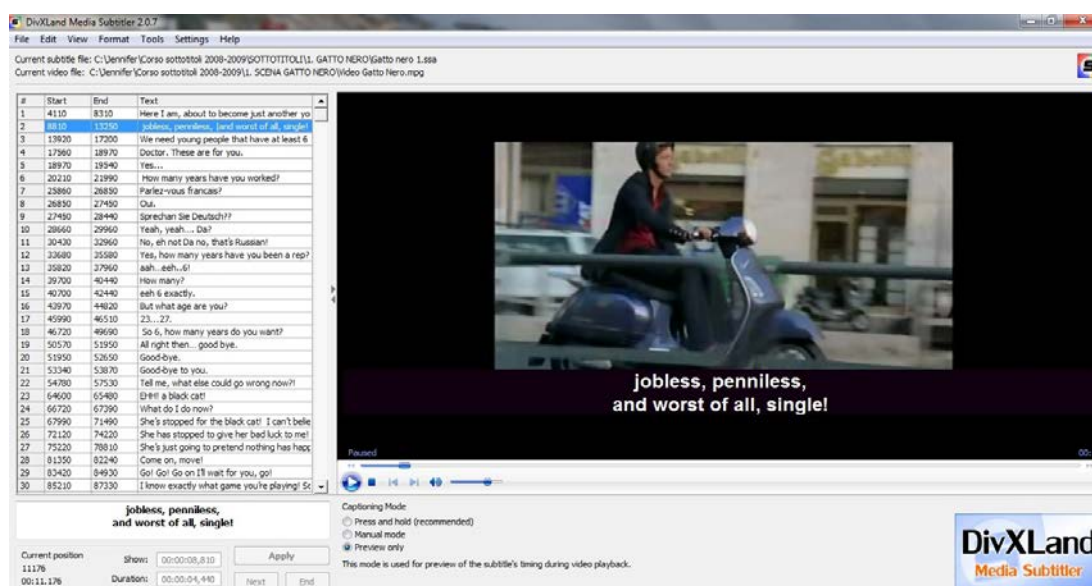 DivXLand Media Subtitler 2.0.7
File Edit View Format Tools Settings Help
Current subtitle file: C:\Jennifer\Corso sottotitoli 2008-2009\SOTTOTITOLI\1. GATTO NERO\Gatto nero 1.ssa
Current video file: C:\Jennifer\Corso sottotitoli 2008-2009\1. SCENA GATTO NERO\Video Gatto Nero.mpg
# Start End Text
1 4110 8310 Here I am, about to become just another yo
2 8810 13250 jobless, penniless, |and worst of all, single!
3 13920 17200 We need young people that have at least 6
4 17560 18970 Doctor. These are for you.
5 18970 19540 Yes...
6 20210 21990 How many years have you worked?
7 25860 26850 Parlez-vous francais?
8 26850 27450 Oui.
9 27450 28440 Sprechan Sie Deutsch??
10 28660 29960 Yeah, yeah.... Da?
11 30430 32960 No, eh not Da no, that's Russian!
12 33680 35580 Yes, how many years have you been a rep?
13 35820 37960 aah...eeh..6!
14 39700 40440 How many?
15 40700 42440 eeh 6 exactly.
16 43970 44820 But what age are you?
17 45990 46510 23...27.
18 46720 49690 So 6, how many years do you want?
19 50570 51950 All right then... good bye.
20 51950 52650 Good-bye.
21 53340 53870 Good-bye to you.
22 54780 57530 Tell me, what else could go wrong now?!
23 64600 65480 EHH! a black cat!
24 66720 67390 What do I do now?
25 67990 71490 She's stopped for the black cat! I can't belie
26 72120 74220 She has stopped to give her bad luck to me!
27 75220 78810 She's just going to pretend nothing has happ
28 81350 82240 Come on, move!
29 83420 84930 Go! Go! Go on I'll wait for you, go!
30 85210 87330 I know exactly what game you're playing! Sc
jobless, penniless,
and worst of all, single!
Paused 00:
jobless, penniless,
and worst of all, single!
Current position
11176
00:11.176
Show: 00:00:08,810
Duration: 00:00:04,440
Apply
Next End
Captioning Mode
Press and hold (recommended)
Manual mode
Preview only
This mode is used for preview of the subtitle's timing during video playback.
DivXLand
Media Subtitler